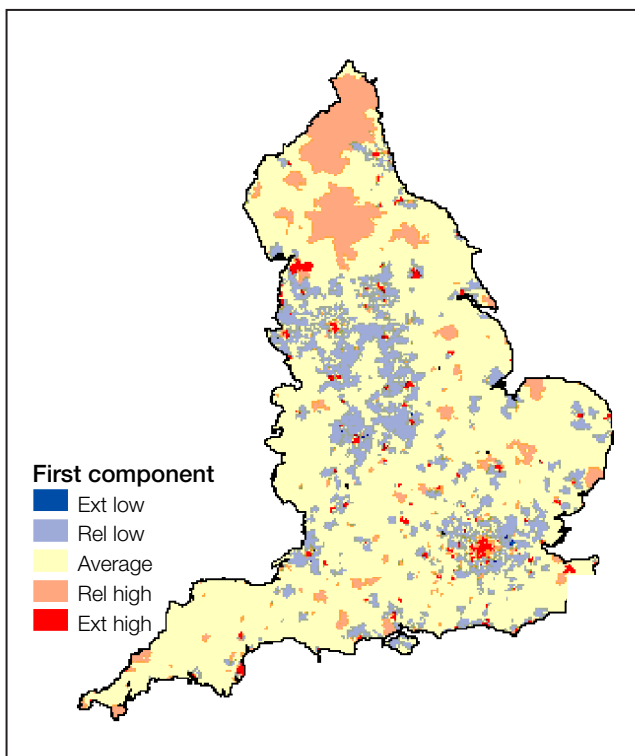 First component
Ext low
Rel low
Average
Rel high
Ext high